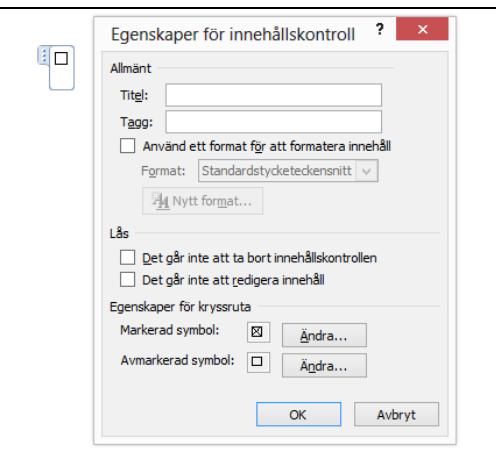 Egenskaper för innehållskontroll ? ×
Allmänt
Titel:
Tagg:
Använd ett format för att formatera innehåll
Format: Standardstycketeckensnitt
Nytt format...
Lås
Det går inte att ta bort innehållskontrollen
Det går inte att redigera innehåll
Egenskaper för kryssruta
Markerad symbol: Ändra...
Avmarkerad symbol: Ändra...
OK Avbryt